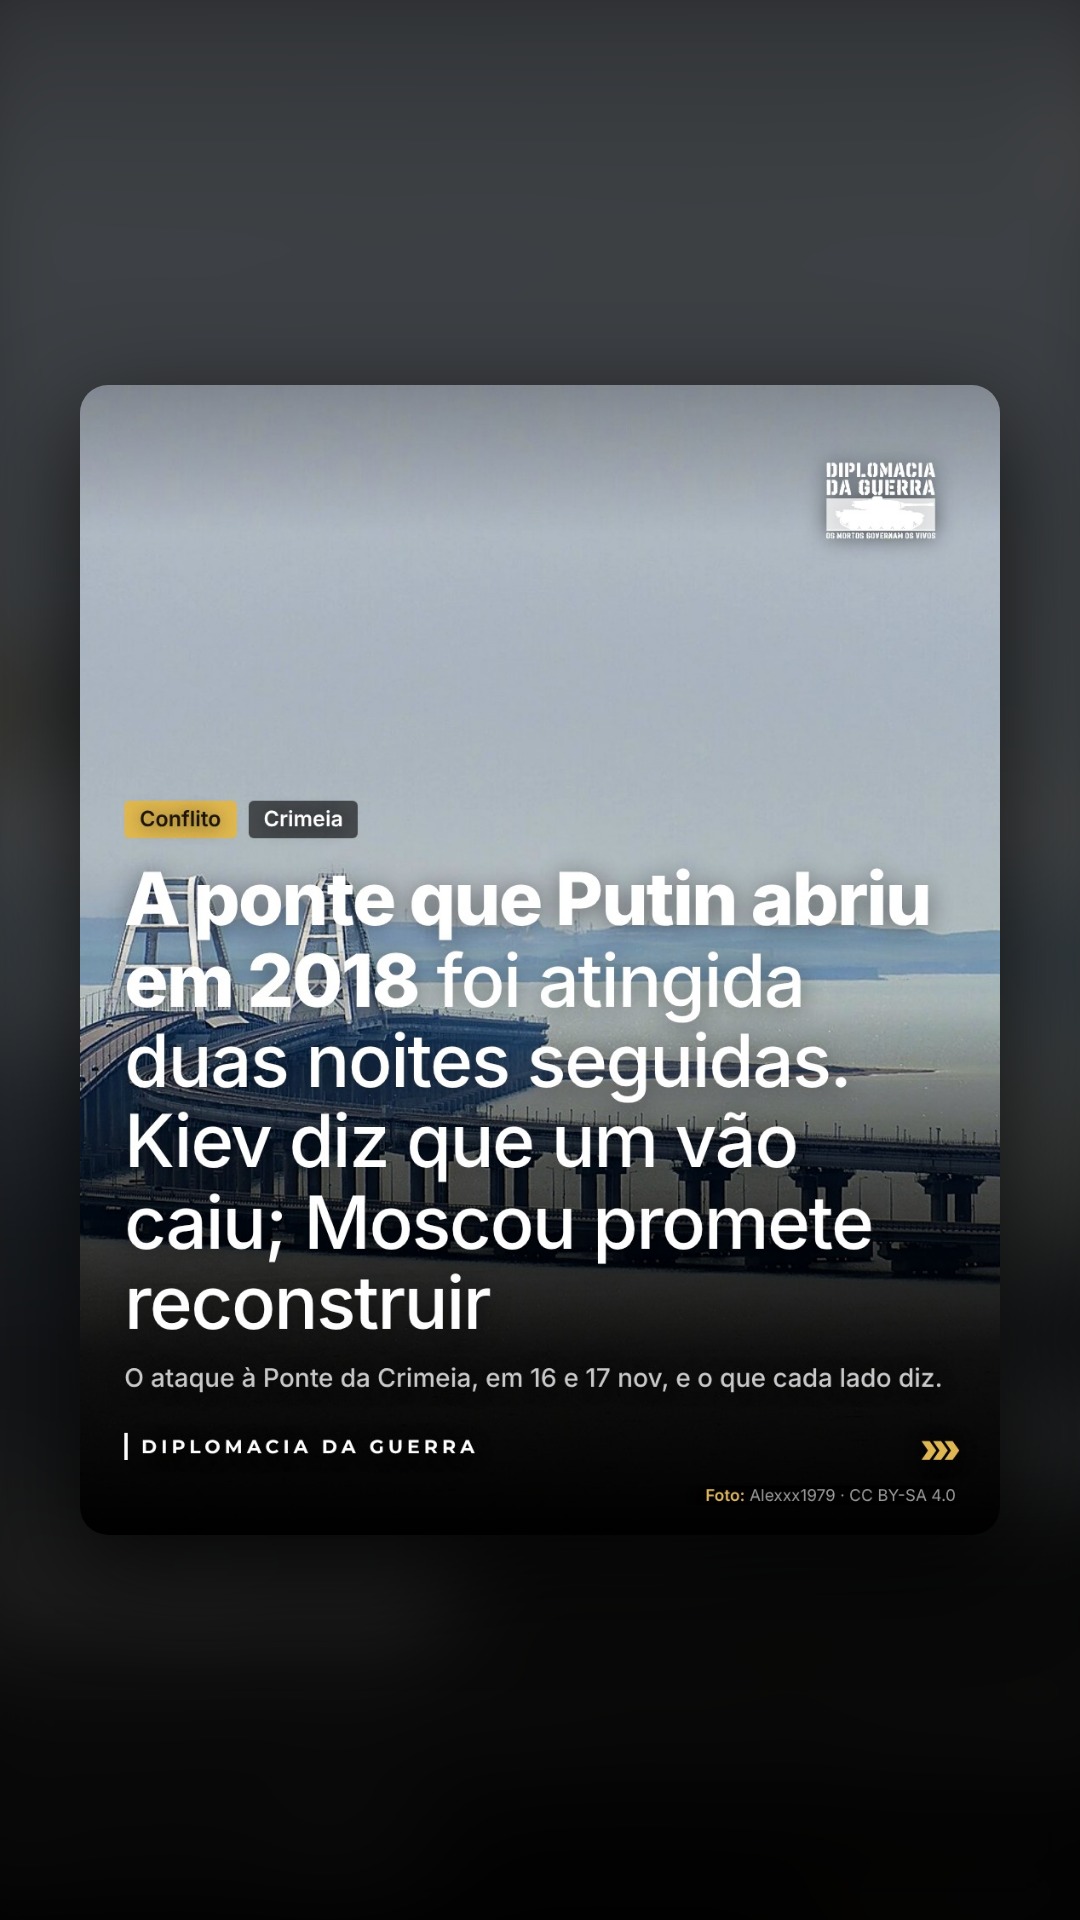 DIPLOMACIA
DA GUERRA
OS MORTOS GOVERNAM OS VIVOS
Conflito
Crimeia
A ponte que Putin abriu
em 2018 foi atingida
duas noites seguidas.
Kiev diz que um vão
caiu; Moscou promete
reconstruir
O ataque à Ponte da Crimeia, em 16 e 17 nov, e o que cada lado diz.
DIPLOMACIA DA GUERRA
Foto: Alexxx1979 · CC BY-SA 4.0